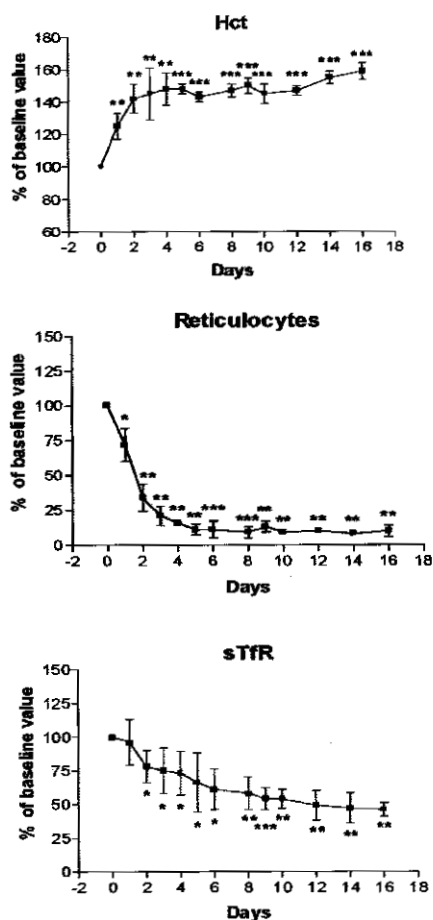 Hct
% of baseline value
180
160
140
120
100
80
60
** ** ** ** *** *** *** *** *** *** *** ***
-2 0 2 4 6 8 10 12 14 16 18
Days
Reticulocytes
% of baseline value
150
125
100
75
50
25
0
* ** ** ** ** *** *** ** ** ** ** **
-2 0 2 4 6 8 10 12 14 16 18
Days
sTfR
% of baseline value
150
125
100
75
50
25
0
* * * * * ** *** ** ** ** **
-2 0 2 4 6 8 10 12 14 16 18
Days